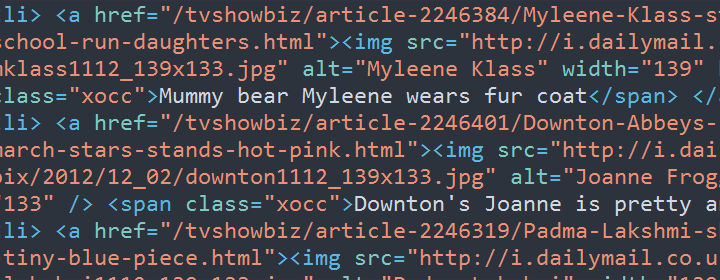 li> <a href="/tvshowbiz/article-2246384/Myleene-Klass-s
school-run-daughters.html"><img src="http://i.dailymail.
mklass1112_139x133.jpg" alt="Myleene Klass" width="139"
class="xocc">Mummy bear Myleene wears fur coat</span> </
li> <a href="/tvshowbiz/article-2246401/Downton-Abbeys-
march-stars-stands-hot-pink.html"><img src="http://i.dai
pix/2012/12_02/downton1112_139x133.jpg" alt="Joanne Frog
"133" /> <span class="xocc">Downton's Joanne is pretty a
li> <a href="/tvshowbiz/article-2246319/Padma-Lakshmi-s
tiny-blue-piece.html"><img src="http://i.dailymail.co.u